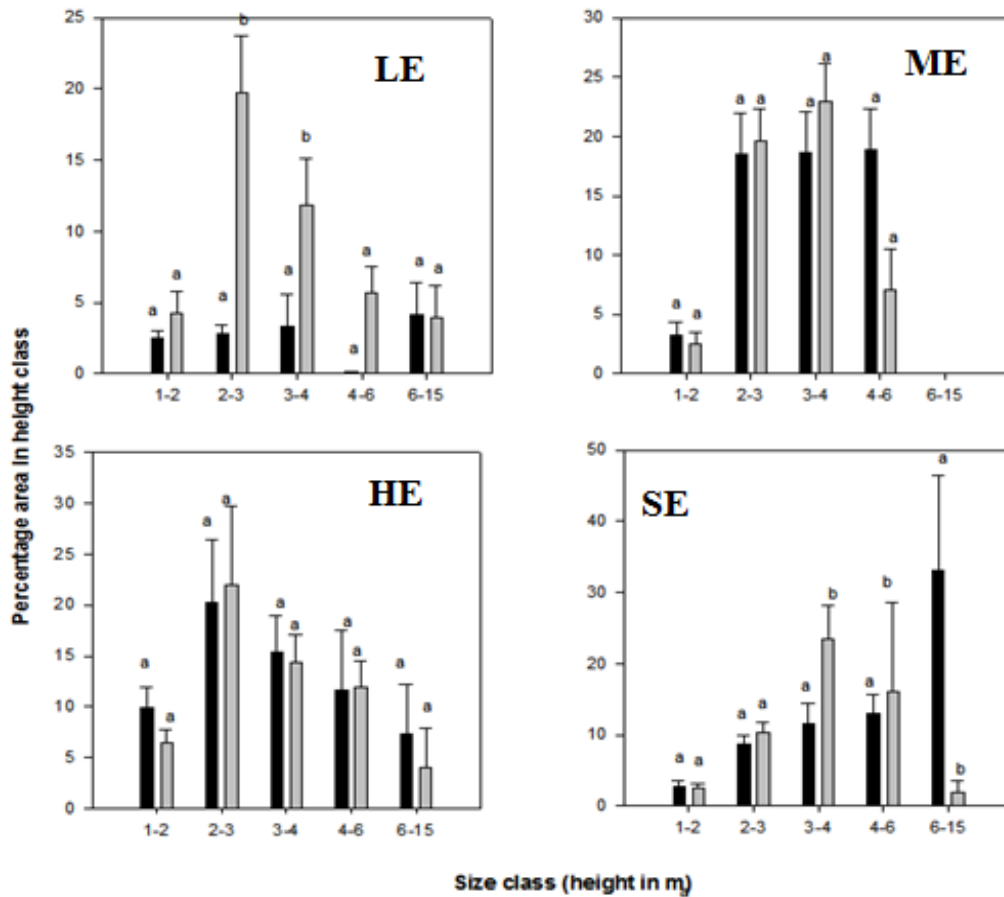 Percentage area in height class
LE
25
20
15
10
5
0
a a a b a b a a a a
1-2 2-3 3-4 4-6 6-15
ME
30
25
20
15
10
5
0
a a a a a a a a
1-2 2-3 3-4 4-6 6-15
HE
35
30
25
20
15
10
5
0
a a a a a a a a a a
1-2 2-3 3-4 4-6 6-15
SE
50
40
30
20
10
0
a a a a a b a b a b
1-2 2-3 3-4 4-6 6-15
Size class (height in m,)